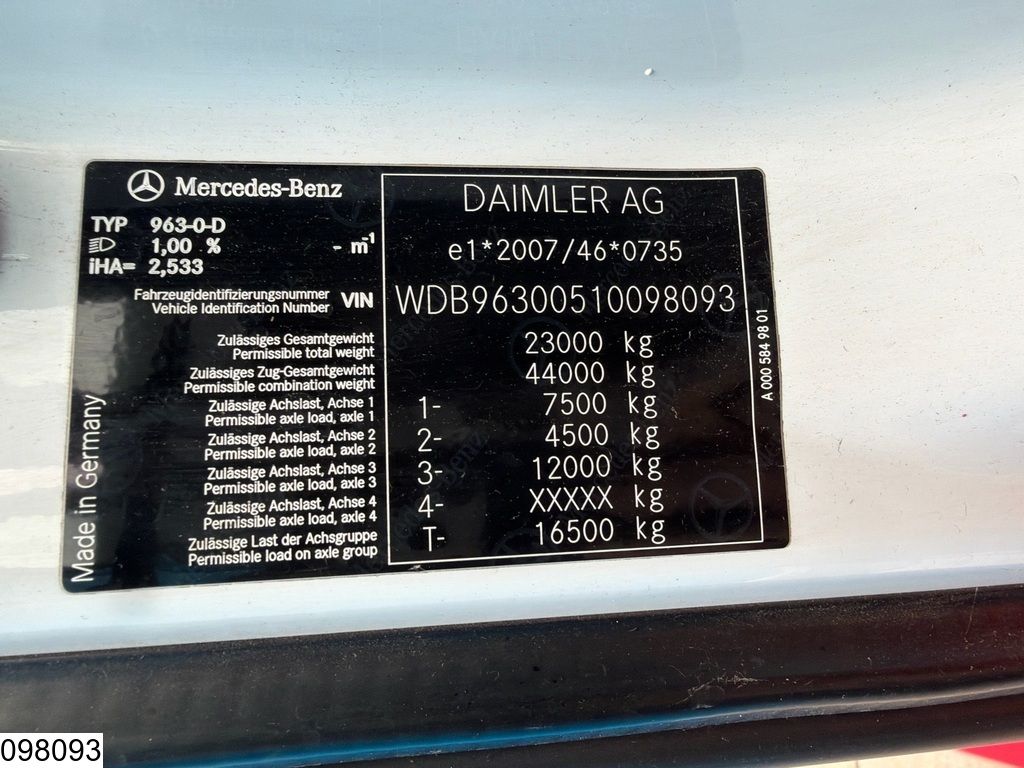 Mercedes-Benz
TYP 963-0-D
1,00 % - m-1
iHA= 2,533
DAIMLER AG
e1*2007/46*0735
Fahrzeugidentifizierungsnummer
Vehicle Identification Number
VIN WDB96300510098093
Zulässiges Gesamtgewicht
Permissible total weight
23000 kg
Zulässiges Zug-Gesamtgewicht
Permissible combination weight
44000 kg
Zulässige Achslast, Achse 1
Permissible axle load, axle 1
1- 7500 kg
Zulässige Achslast, Achse 2
Permissible axle load, axle 2
2- 4500 kg
Zulässige Achslast, Achse 3
Permissible axle load, axle 3
3- 12000 kg
Zulässige Achslast, Achse 4
Permissible axle load, axle 4
4- XXXXX kg
Zulässige Last der Achsgruppe
Permissible load on axle group
T- 16500 kg
Made in Germany
A 000 584 98 01
098093